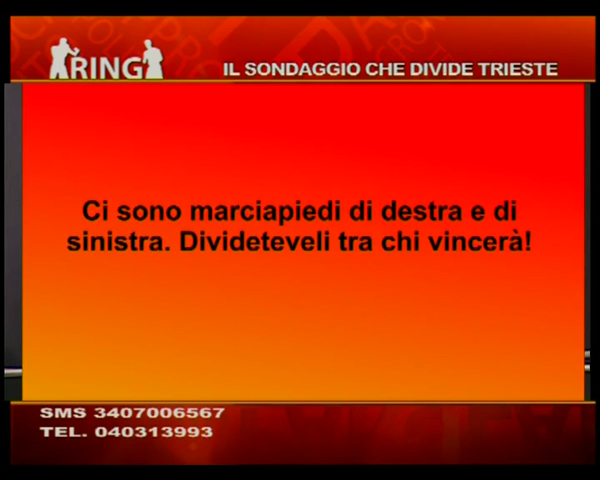 RING
IL SONDAGGIO CHE DIVIDE TRIESTE
Ci sono marciapiedi di destra e di
sinistra. Divideteveli tra chi vincerà!
SMS 3407006567
TEL. 040313993